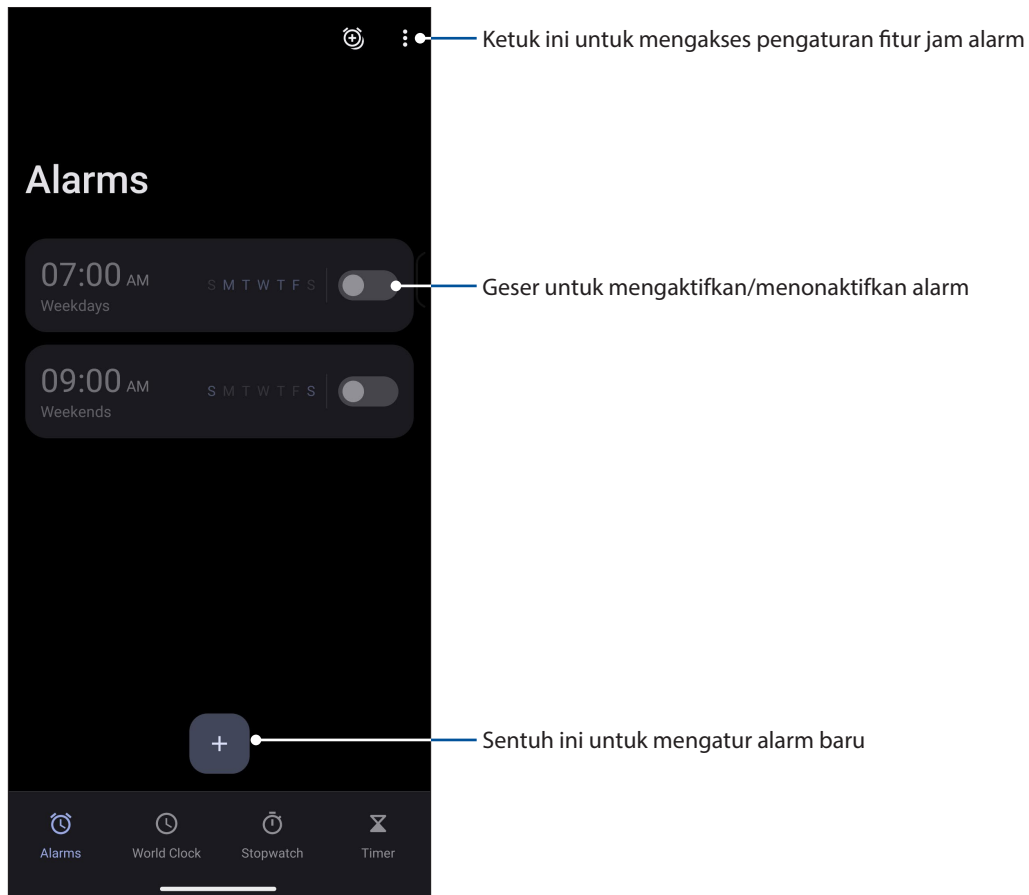 Ketuk ini untuk mengakses pengaturan fitur jam alarm
Alarms
07:00 AM
S M T W T F S
Weekdays
Geser untuk mengaktifkan/menonaktifkan alarm
09:00 AM
S M T W T F S
Weekends
+
Sentuh ini untuk mengatur alarm baru
Alarms World Clock Stopwatch Timer